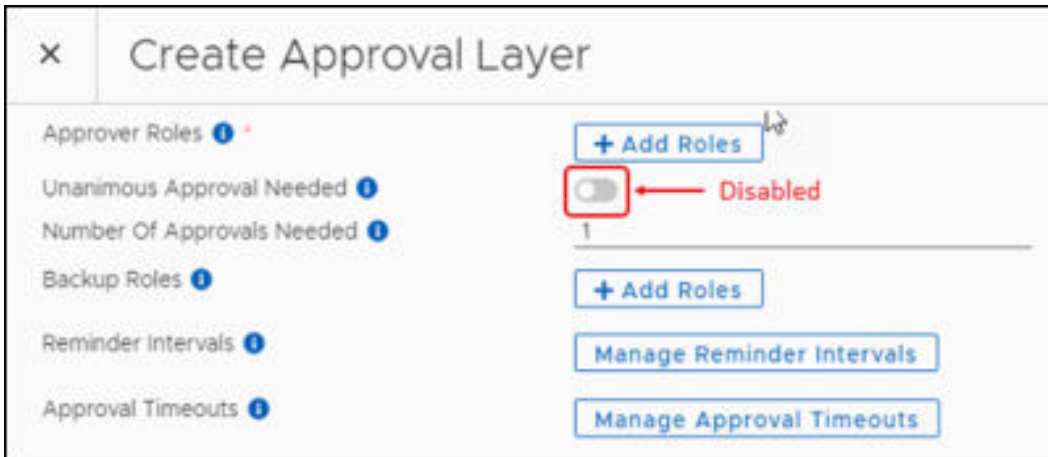 × Create Approval Layer
Approver Roles * + Add Roles
Unanimous Approval Needed Disabled
Number Of Approvals Needed 1
Backup Roles + Add Roles
Reminder Intervals Manage Reminder Intervals
Approval Timeouts Manage Approval Timeouts